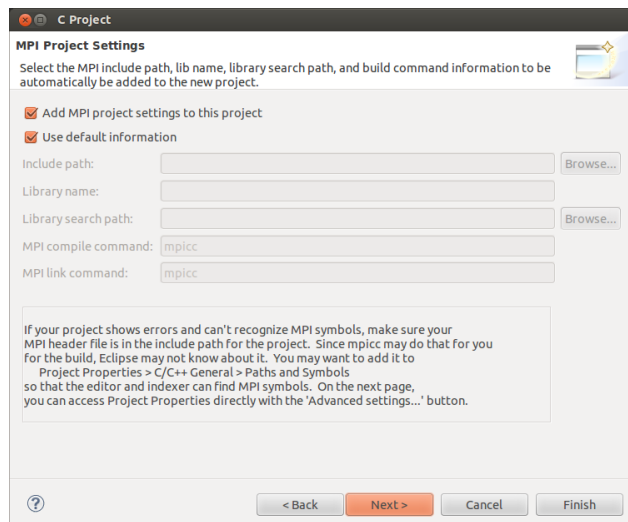 C Project
MPI Project Settings
Select the MPI include path, lib name, library search path, and build command information to be
automatically be added to the new project.
Add MPI project settings to this project
Use default information
Include path:
Browse...
Library name:
Library search path:
Browse...
MPI compile command: mpicc
MPI link command: mpicc
If your project shows errors and can't recognize MPI symbols, make sure your
MPI header file is in the include path for the project. Since mpicc may do that for you
for the build, Eclipse may not know about it. You may want to add it to
Project Properties > C/C++ General > Paths and Symbols
so that the editor and indexer can find MPI symbols. On the next page,
you can access Project Properties directly with the 'Advanced settings...' button.
?
< Back Next > Cancel Finish